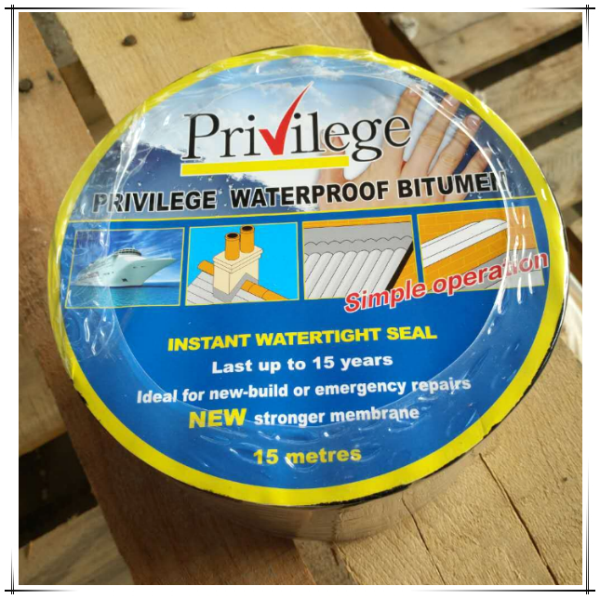 Privilege
PRIVILEGE WATERPROOF BITUMEN
Simple operation
INSTANT WATERTIGHT SEAL
Last up to 15 years
Ideal for new-build or emergency repairs
NEW stronger membrane
15 metres